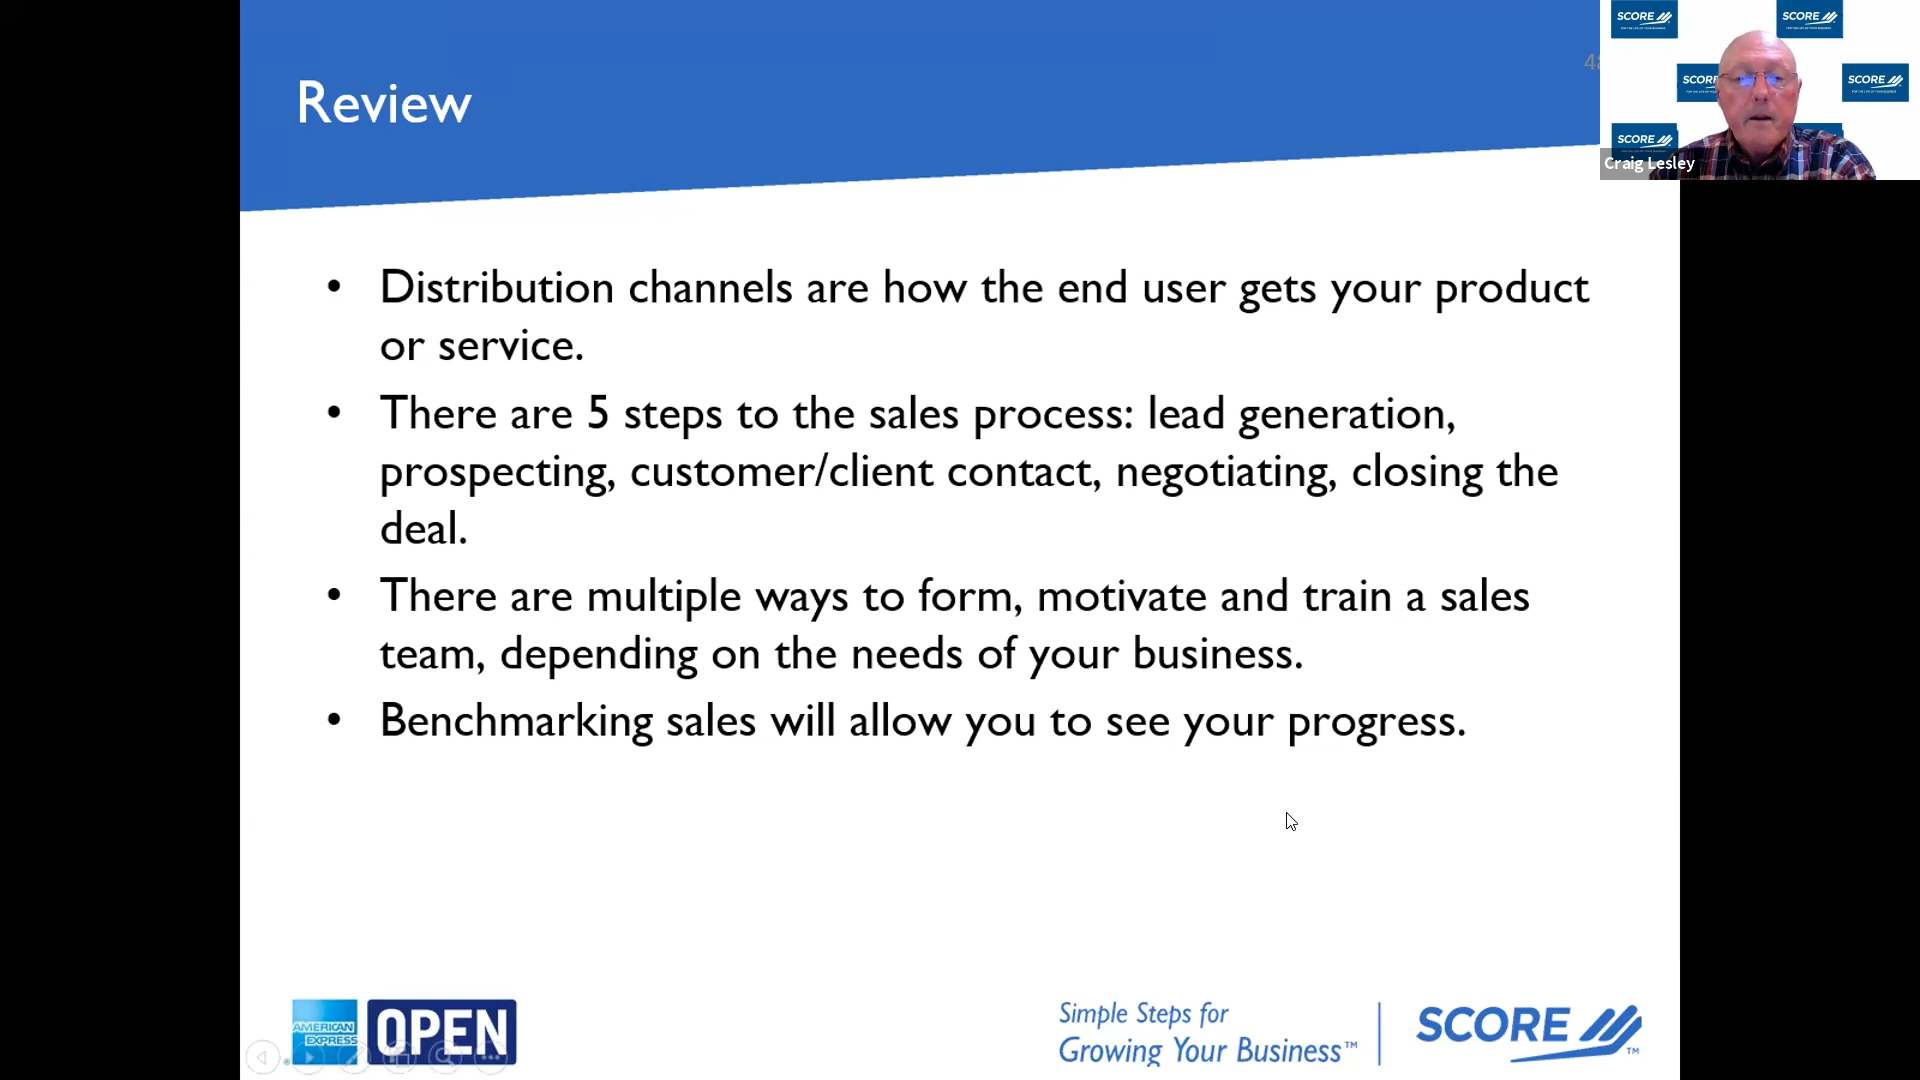 Review
• Distribution channels are how the end user gets your product
or service.
• There are 5 steps to the sales process: lead generation,
prospecting, customer/client contact, negotiating, closing the
deal.
• There are multiple ways to form, motivate and train a sales
team, depending on the needs of your business.
• Benchmarking sales will allow you to see your progress.
AMERICAN
EXPRESS
OPEN
Simple Steps for
Growing Your Business™
SCORE™
SCORE
SCORE
SCORE
SCORE
SCORE
Craig Lesley